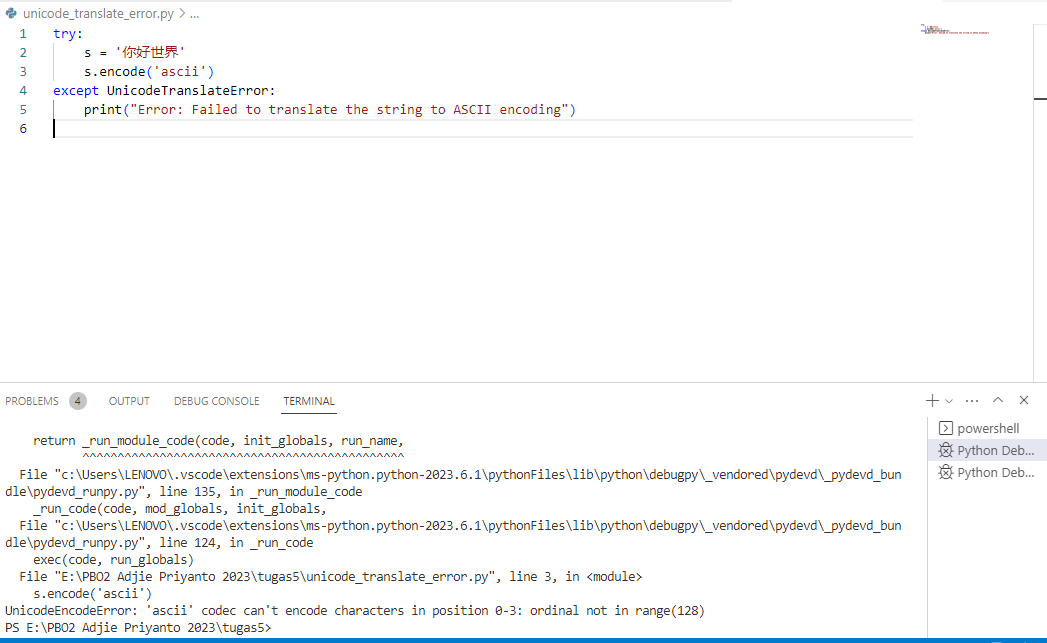 unicode_translate_error.py > ...
1 try:
2 s = '你好世界'
3 s.encode('ascii')
4 except UnicodeTranslateError:
5 print("Error: Failed to translate the string to ASCII encoding")
6
PROBLEMS 4 OUTPUT DEBUG CONSOLE TERMINAL
powershell
Python Deb...
Python Deb...
return _run_module_code(code, init_globals, run_name,
^^^^^^^^^^^^^^^^^^^^^^^^^^^^^^^^^^^^^^^^^^^^^^
File "c:\Users\LENOVO\.vscode\extensions\ms-python.python-2023.6.1\pythonFiles\lib\python\debugpy\_vendored\pydevd\_pydevd_bun
dle\pydevd_runpy.py", line 135, in _run_module_code
_run_code(code, mod_globals, init_globals,
File "c:\Users\LENOVO\.vscode\extensions\ms-python.python-2023.6.1\pythonFiles\lib\python\debugpy\_vendored\pydevd\_pydevd_bun
dle\pydevd_runpy.py", line 124, in _run_code
exec(code, run_globals)
File "E:\PBO2 Adjie Priyanto 2023\tugas5\unicode_translate_error.py", line 3, in <module>
s.encode('ascii')
UnicodeEncodeError: 'ascii' codec can't encode characters in position 0-3: ordinal not in range(128)
PS E:\PBO2 Adjie Priyanto 2023\tugas5>